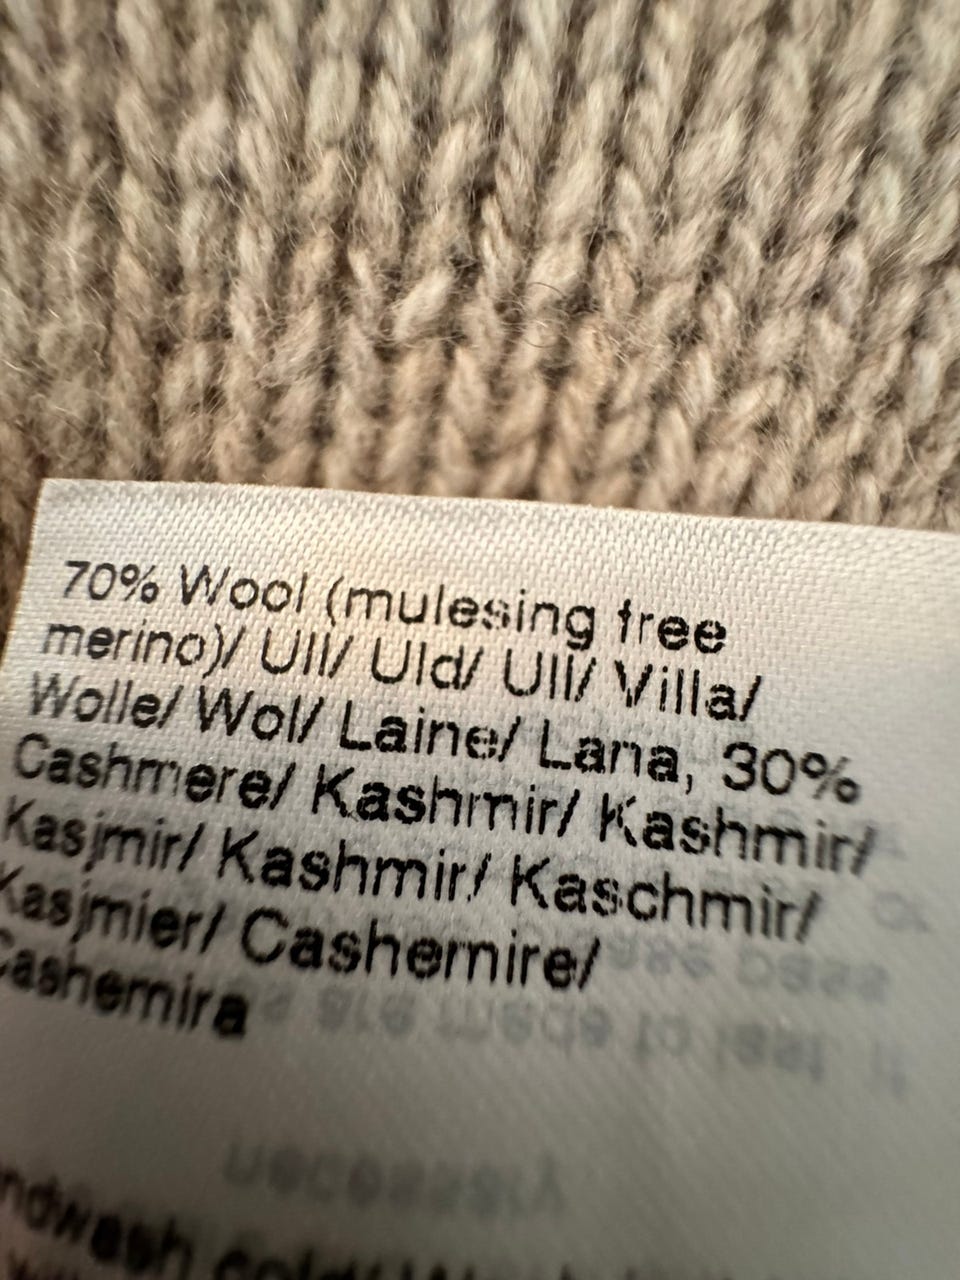 70% Wool (mulesing free
merino)/ Ull/ Uld/ Ull/ Villa/
Wolle/ Wol/ Laine/ Lana, 30%
Cashmere/ Kashmir/ Kashmir/
Kasjmir/ Kashmir/ Kaschmir/
Kasjmier/ Cashemire/
Cashemira